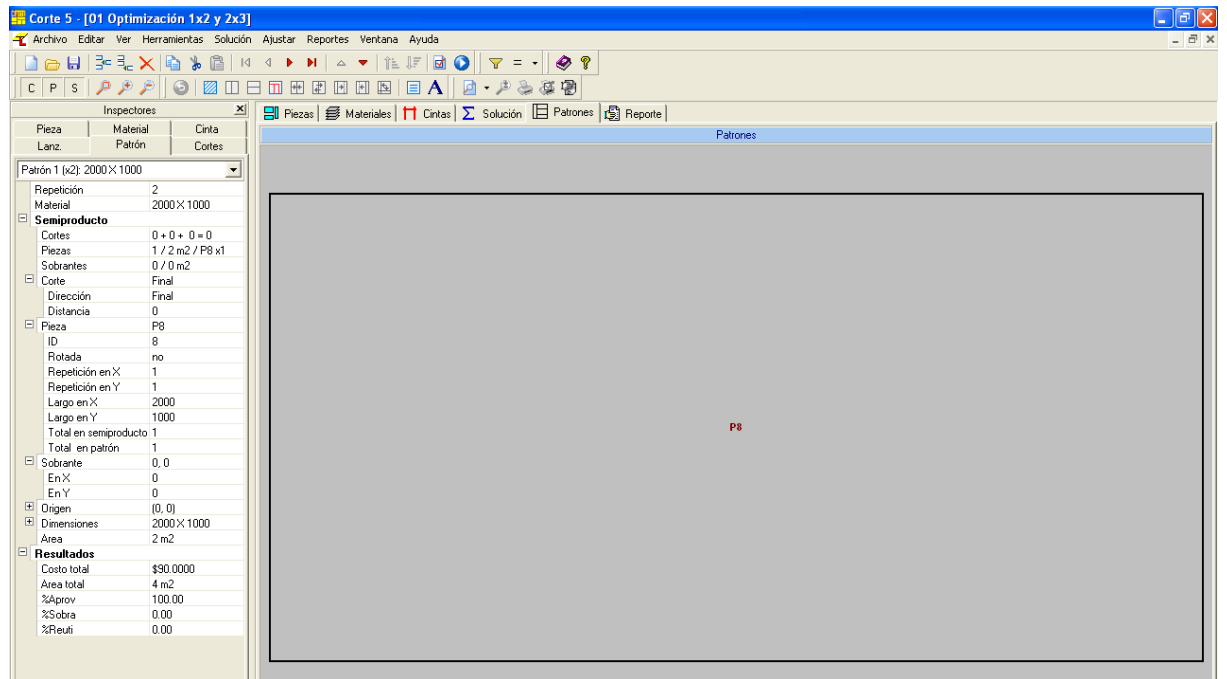 Corte 5 - [01 Optimización 1x2 y 2x3]
Archivo Editar Ver Herramientas Solución Ajustar Reportes Ventana Ayuda
C P S
A
Inspectores
Pieza Material Cinta
Lanz. Patrón Cortes
Patrón 1 (x2): 2000 X 1000
Repetición 2
Material 2000 X 1000
Semiproducto
Cortes 0 + 0 + 0 = 0
Piezas 1 / 2 m2 / P8 x1
Sobrantes 0 / 0 m2
Corte Final
Dirección Final
Distancia 0
Pieza P8
ID 8
Rotada no
Repetición en X 1
Repetición en Y 1
Largo en X 2000
Largo en Y 1000
Total en semiproducto 1
Total en patrón 1
Sobrante 0, 0
En X 0
En Y 0
Origen (0, 0)
Dimensiones 2000 X 1000
Area 2 m2
Resultados
Costo total $90.0000
Area total 4 m2
%Aprov 100.00
%Sobra 0.00
%Reuti 0.00
Piezas Materiales Cintas Solución Patrones Reporte
Patrones
P8